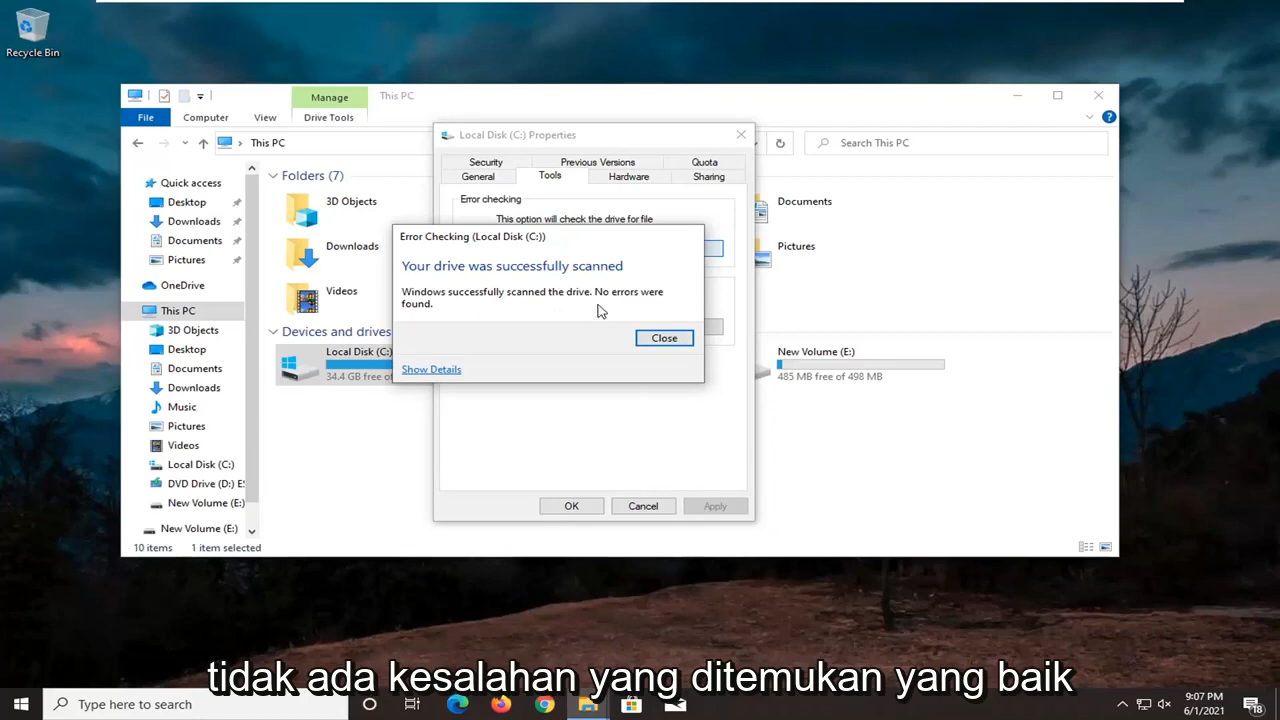 Recycle Bin
Manage
This PC
File
Computer
View
Drive Tools
This PC
Search This PC
Quick access
Desktop
Downloads
Documents
Pictures
OneDrive
This PC
3D Objects
Desktop
Documents
Downloads
Music
Pictures
Videos
Local Disk (C:)
DVD Drive (D:) ES
New Volume (E:)
New Volume (E:)
Folders (7)
3D Objects
Downloads
Videos
Documents
Pictures
Devices and drives
Local Disk (C:)
34.4 GB free of
New Volume (E:)
485 MB free of 498 MB
10 items
1 item selected
Local Disk (C:) Properties
Security
Previous Versions
Quota
General
Tools
Hardware
Sharing
Error checking
This option will check the drive for file
Error Checking (Local Disk (C:))
Your drive was successfully scanned
Windows successfully scanned the drive. No errors were
found.
Close
Show Details
OK
Cancel
Apply
tidak ada kesalahan yang ditemukan yang baik
Type here to search
9:07 PM
6/1/2021
18